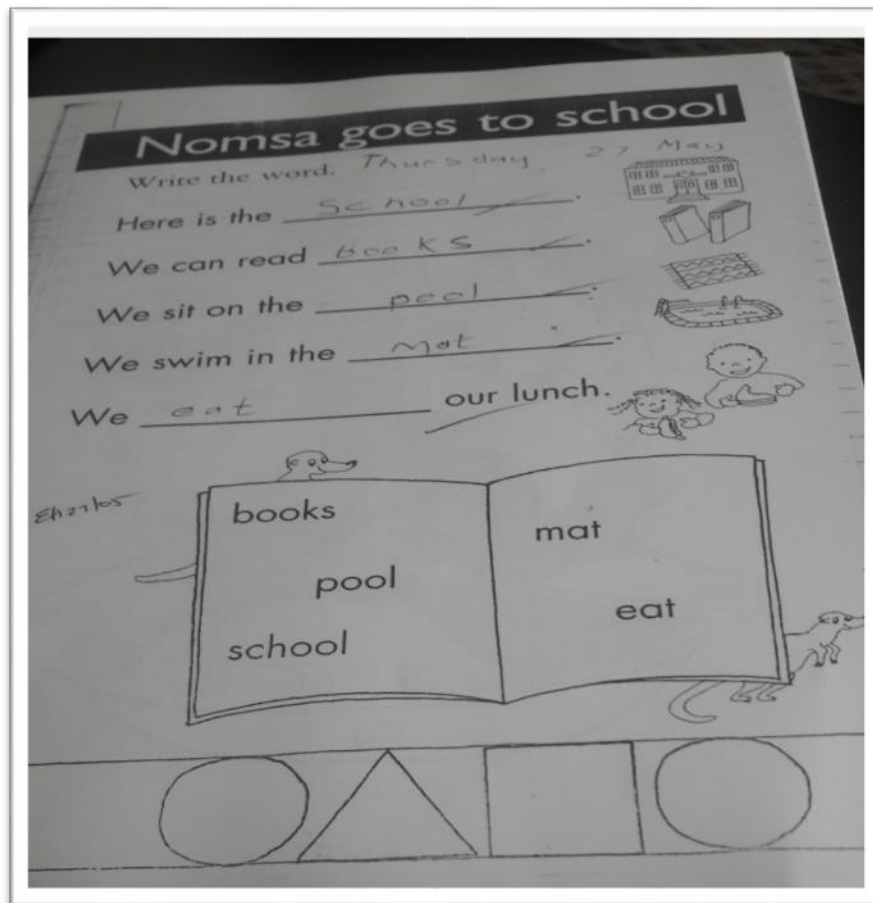 Nomsa goes to school
Write the word. Thursday 27 May
Here is the School.
We can read Books.
We sit on the pool.
We swim in the mat.
We eat our lunch.
books
mat
pool
eat
school